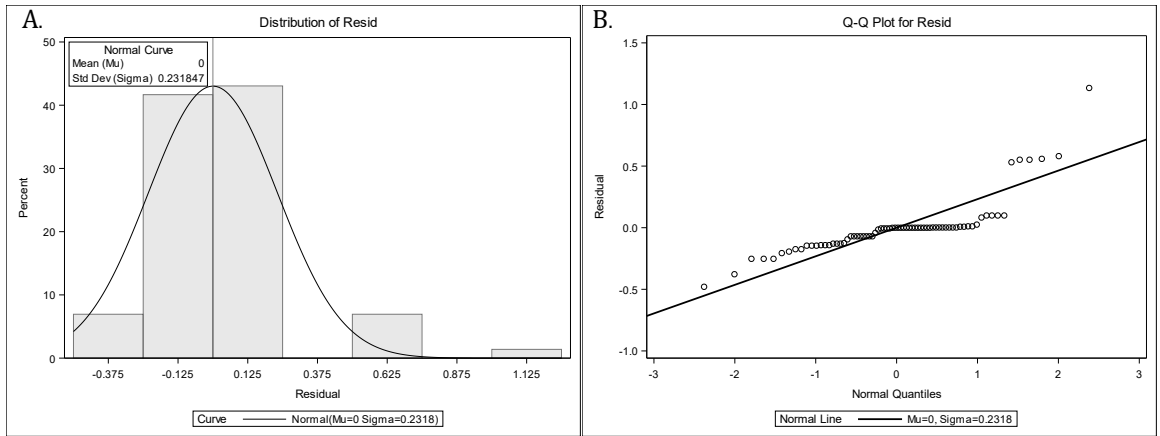 A.
Distribution of Resid
Normal Curve
Mean (Mu) 0
Std Dev (Sigma) 0.231847
50
40
30
20
10
0
Percent
-0.375 -0.125 0.125 0.375 0.625 0.875 1.125
Residual
Curve Normal(Mu=0 Sigma=0.2318)
B.
Q-Q Plot for Resid
1.5
1.0
0.5
0.0
-0.5
-1.0
Residual
-3 -2 -1 0 1 2 3
Normal Quantiles
Normal Line Mu=0, Sigma=0.2318